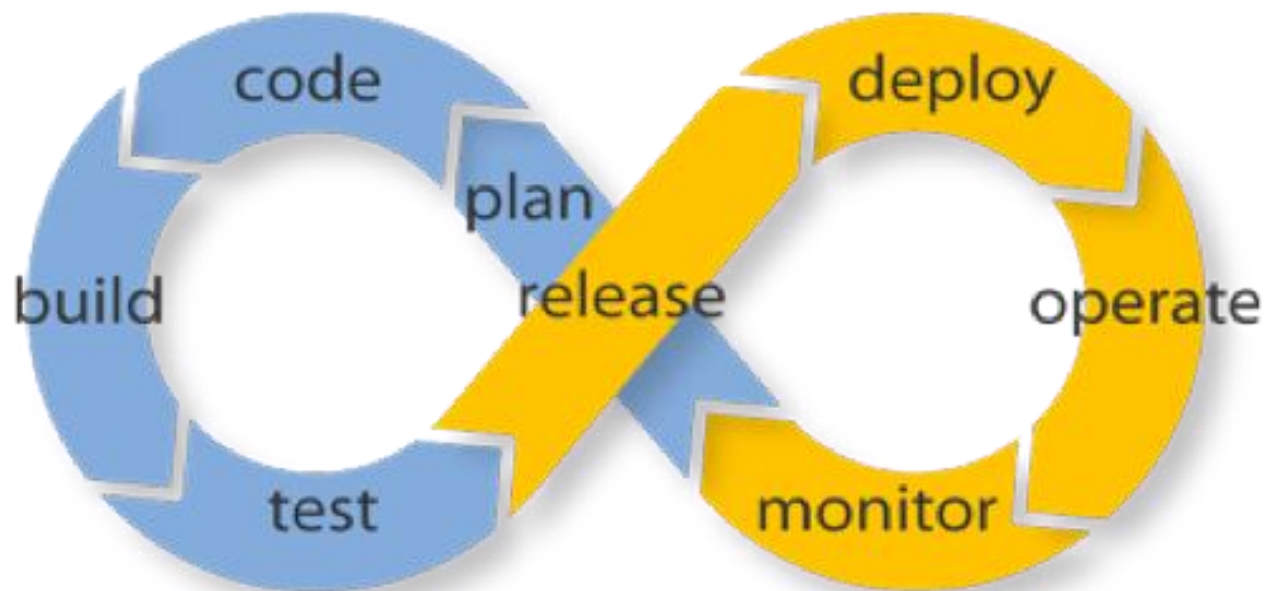 code
deploy
plan
build
release
operate
test
monitor